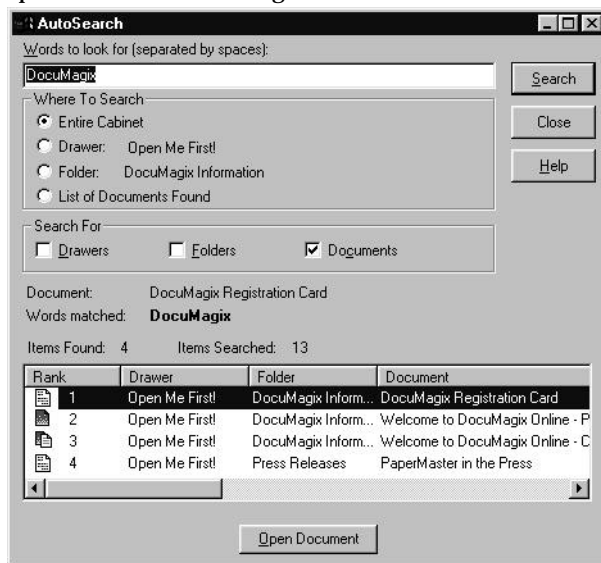 AutoSearch
Words to look for (separated by spaces):
DocuMagix
Search
Where To Search
Entire Cabinet
Close
Drawer: Open Me First!
Folder: DocuMagix Information
Help
List of Documents Found
Search For
Drawers Folders Documents
Document: DocuMagix Registration Card
Words matched: DocuMagix
Items Found: 4 Items Searched: 13
Rank Drawer Folder Document
1 Open Me First! DocuMagix Inform... DocuMagix Registration Card
2 Open Me First! DocuMagix Inform... Welcome to DocuMagix Online - P
3 Open Me First! DocuMagix Inform... Welcome to DocuMagix Online - C
4 Open Me First! Press Releases PaperMaster in the Press
Open Document